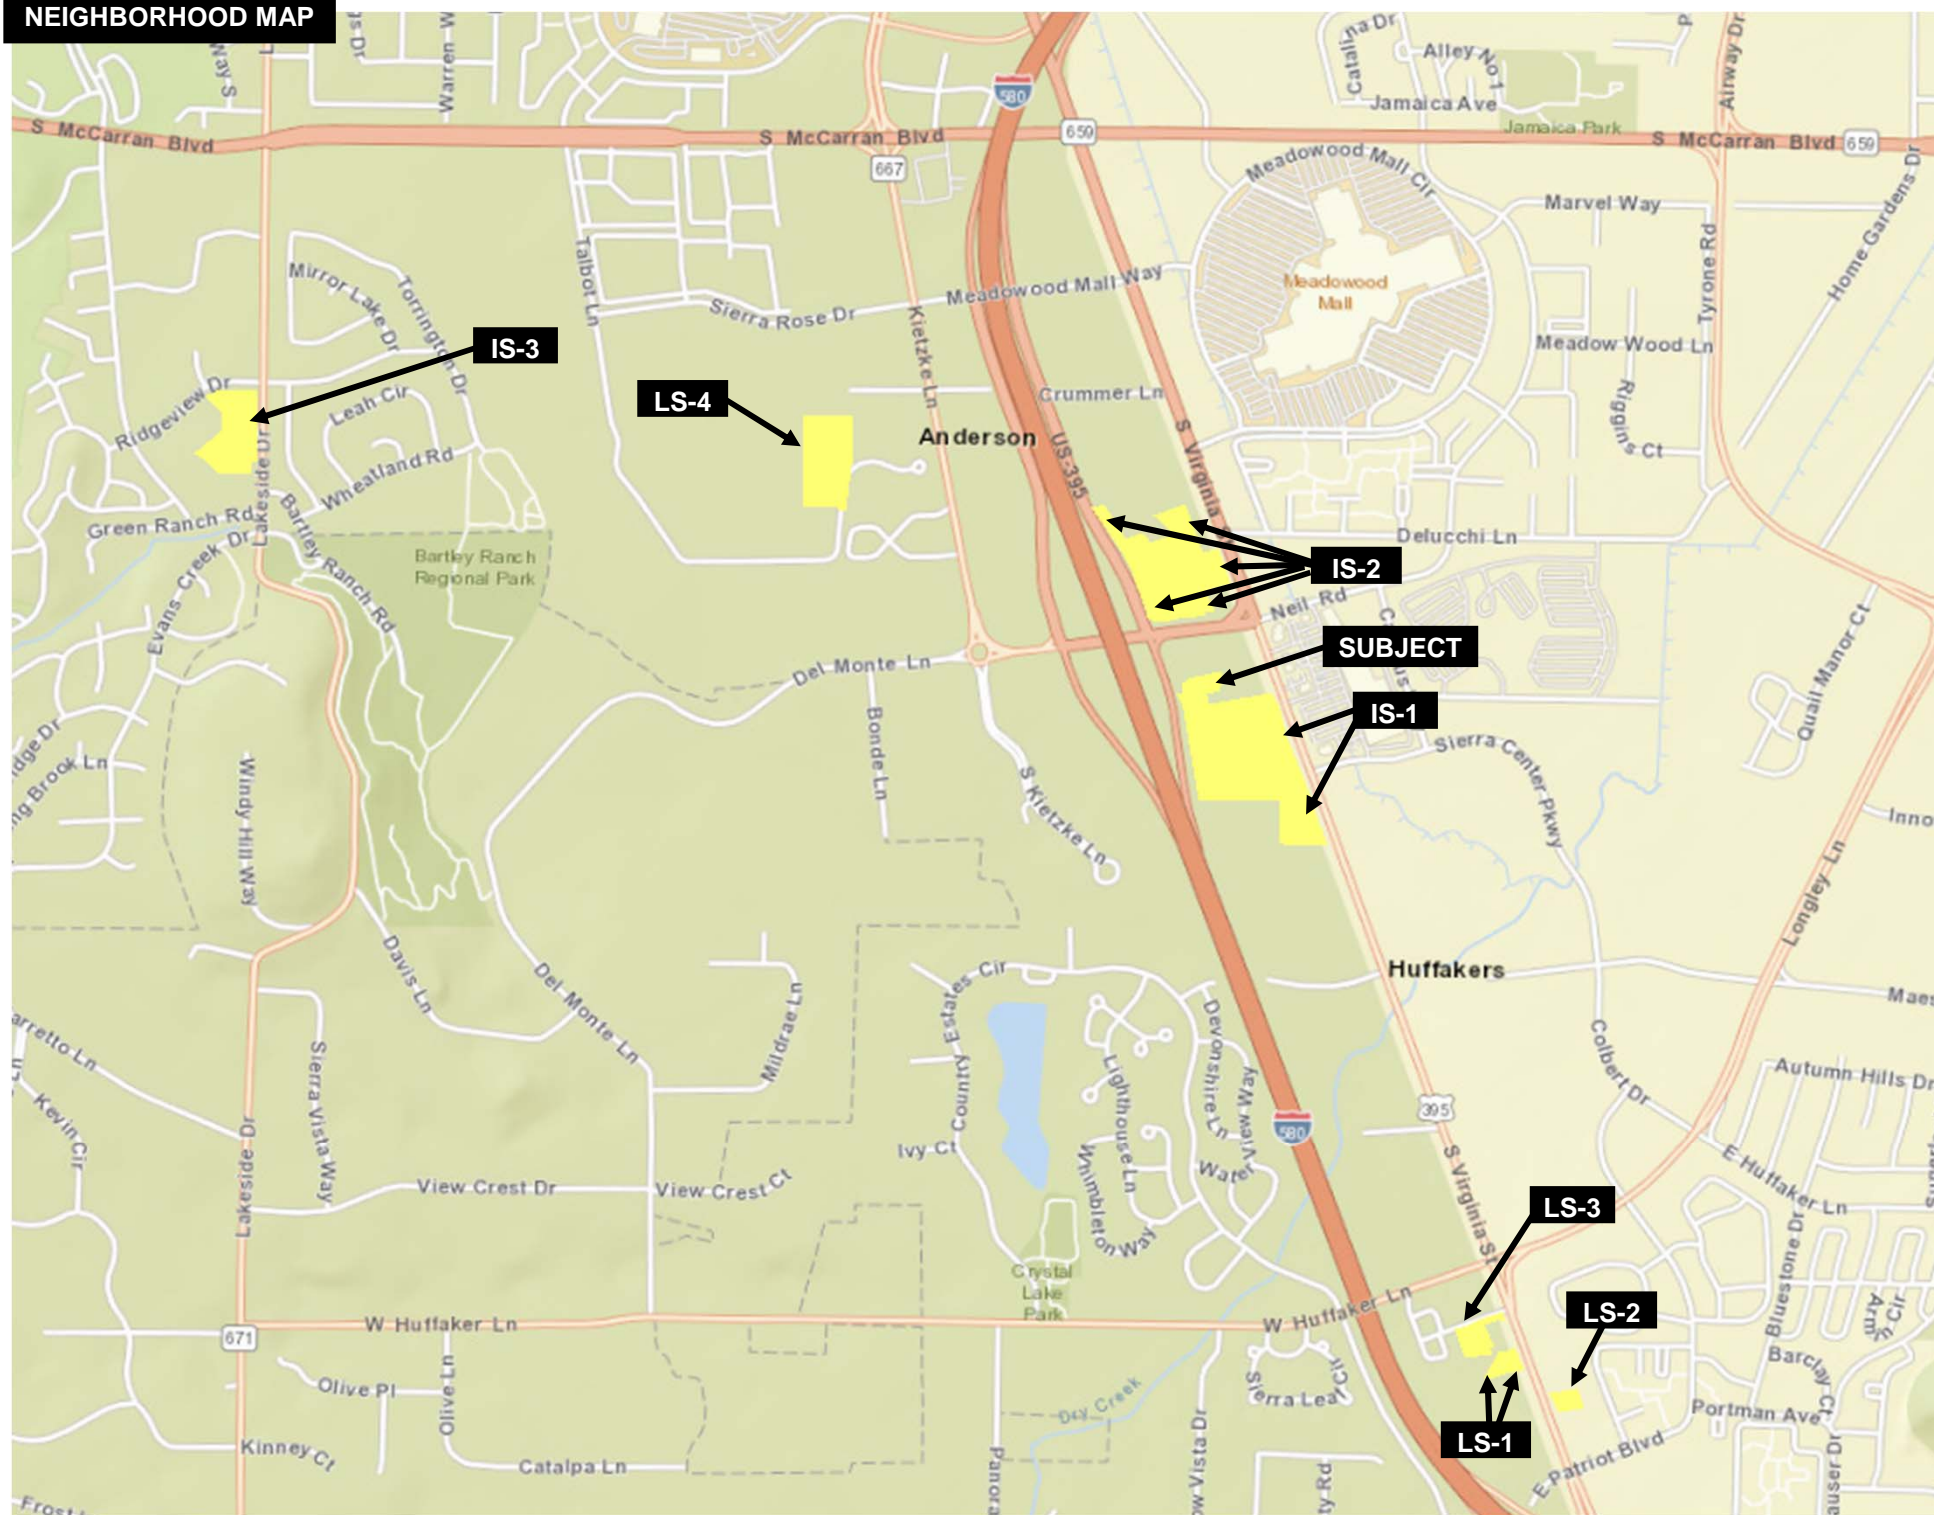 NEIGHBORHOOD MAP
Way S
Warren W
580
Catalina Dr
Alley No 1
Jamaica Ave
Jamaica Park
Airway Dr
S McCarran Blvd
S McCarran Blvd
659
S McCarran Blvd
659
667
Meadowood Mall Cir
Marvel Way
Home Gardens Dr
Tyrone Rd
Talbot Ln
Mirror Lake Dr
Torrington Dr
Sierra Rose Dr
Meadowood Mall Way
Meadowood
Mall
Kietzke Ln
Meadow Wood Ln
IS-3
Ridgeview Dr
Leah Cir
LS-4
Crummer Ln
Riggins Ct
Anderson
US-395
S Virginia St
Wheatland Rd
Lakeside Dr
Green Ranch Rd
Bartley Ranch Rd
Delucchi Ln
Evans Creek Dr
Bartley Ranch
Regional Park
IS-2
Neil Rd
SUBJECT
Quail Manor Ct
Del Monte Ln
IS-1
Bonde Ln
Sierra Center Pkwy
Windy Hill Way
S Kietzke Ln
Longley Ln
Davis Ln
Del Monte Ln
Mildrae Ln
Huffakers
Country Estates Cir
Devonshire Ln
Colbert Dr
Sierra Vista Way
Kevin Cir
Lighthouse Ln
Water View Way
Autumn Hills Dr
395
580
Lakeside Dr
Ivy Ct
Whimbleton Way
E Huffaker Ln
View Crest Dr
View Crest Ct
S Virginia St
LS-3
Crystal
Lake
Park
Bluestone Dr
LS-2
W Huffaker Ln
W Huffaker Ln
671
Olive Pl
Olive Ln
Sierra Leaf Cir
Barclay Ct
Dry Creek
Portman Ave
LS-1
Kinney Ct
Catalpa Ln
E Patriot Blvd